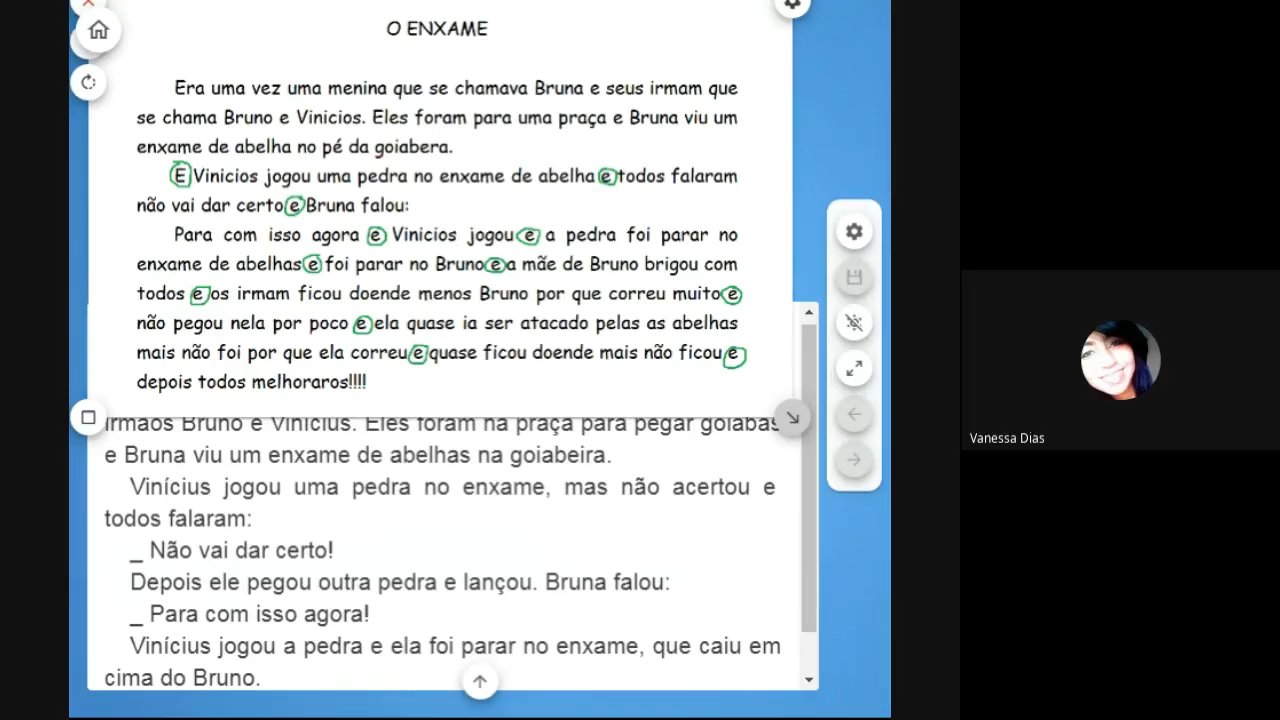 O ENXAME
Era uma vez uma menina que se chamava Bruna e seus irmam que
se chama Bruno e Vinicios. Eles foram para uma praça e Bruna viu um
enxame de abelha no pé da goiabera.
E Vinicios jogou uma pedra no enxame de abelha e todos falaram
não vai dar certo e Bruna falou:
Para com isso agora e Vinicios jogou e a pedra foi parar no
enxame de abelhas e foi parar no Bruno e a mãe de Bruno brigou com
todos e os irmam ficou doende menos Bruno por que correu muito e
não pegou nela por poco e ela quase ia ser atacado pelas as abelhas
mais não foi por que ela correu e quase ficou doende mais não ficou e
depois todos melhoraros!!!!
irmãos Bruno e Vinícius. Eles foram na praça para pegar goiabas
e Bruna viu um enxame de abelhas na goiabeira.
Vinícius jogou uma pedra no enxame, mas não acertou e
todos falaram:
_ Não vai dar certo!
Depois ele pegou outra pedra e lançou. Bruna falou:
_ Para com isso agora!
Vinícius jogou a pedra e ela foi parar no enxame, que caiu em
cima do Bruno.
Vanessa Dias